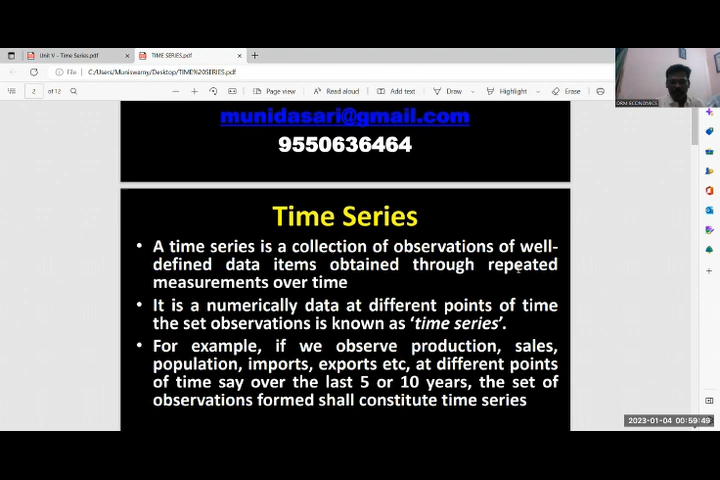 Unit V - Time Series.pdf
TIME SERIES.pdf
File
C:/Users/Muniswamy/Desktop/TIME%20SERIES.pdf
2 of 12
Page view
Read aloud
Add text
Draw
Highlight
Erase
DRM ECONOMICS
munidasari@gmail.com
9550636464
Time Series
• A time series is a collection of observations of well-
defined data items obtained through repeated
measurements over time
• It is a numerically data at different points of time
the set observations is known as ‘time series’.
• For example, if we observe production, sales,
population, imports, exports etc, at different points
of time say over the last 5 or 10 years, the set of
observations formed shall constitute time series
2023-01-04 00:59:49